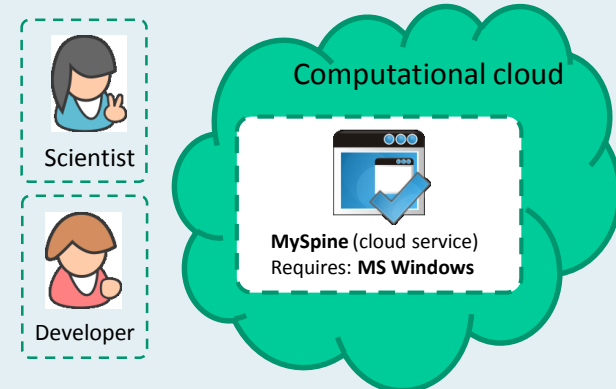 Scientist
Developer
Computational cloud
MySpine (cloud service)
Requires: MS Windows